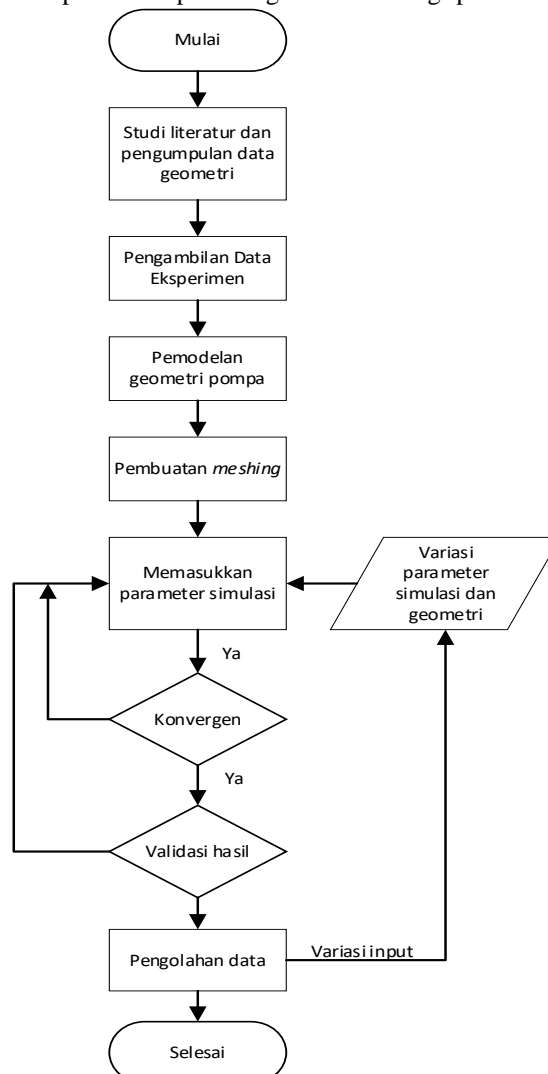 Mulai
Studi literatur dan
pengumpulan data
geometri
Pengambilan Data
Eksperimen
Pemodelan
geometri pompa
Pembuatan meshing
Memasukkan
parameter simulasi
Variasi
parameter
simulasi dan
geometri
Ya
Konvergen
Ya
Validasi hasil
Pengolahan data
Variasi input
Selesai